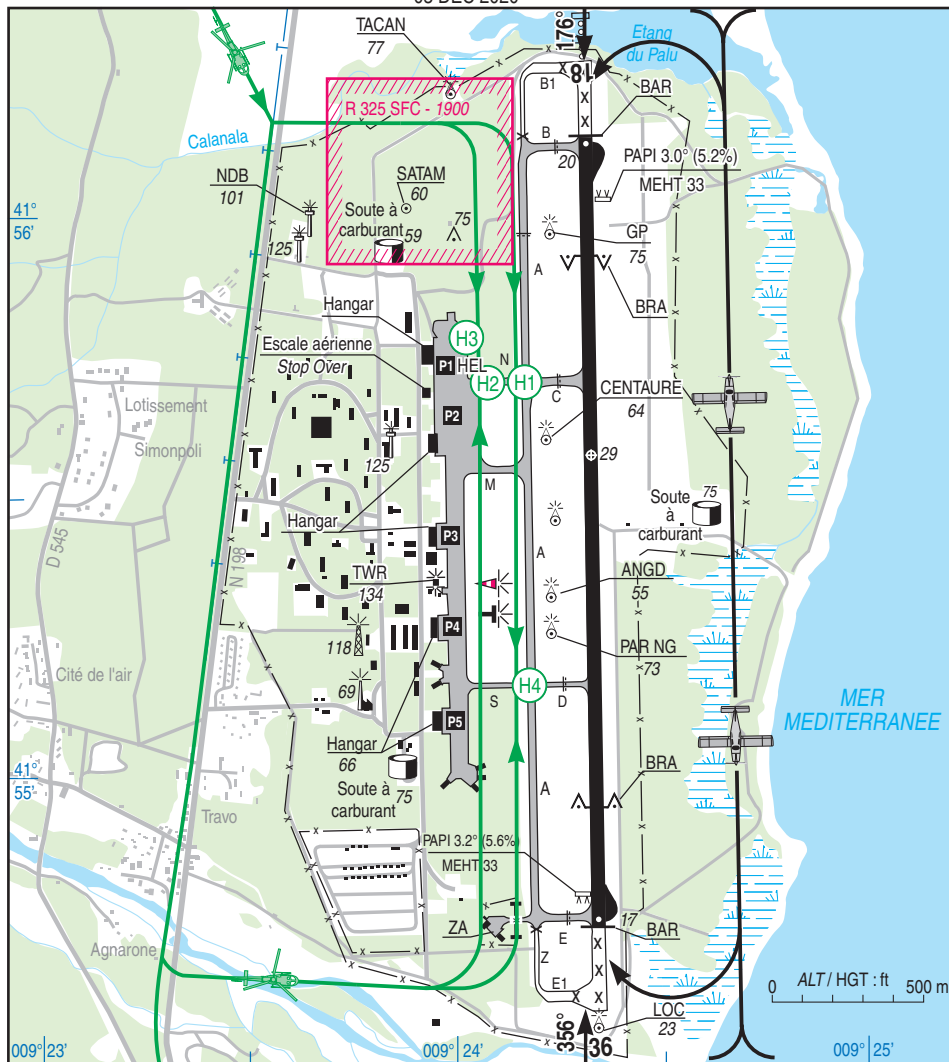 TACAN
77
176°
18
Etang
du Palu
R 325 SFC - 1900
B1
BAR
Calanala
B
20
PAPI 3.0° (5.2%)
MEHT 33
NDB
101
SATAM
60
41°
56'
Soute à
carburant
59
75
GP
75
125
A
BRA
Hangar
H3
Escale aérienne
Stop Over
P1
HEL
N
H2
H1
C
CENTAURE
64
Lotissement
Simonpoli
P2
125
29
M
Soute
à
carburant
75
Hangar
D 545
N 198
P3
A
TWR
134
ANGD
55
118
P4
PAR NG
73
Cité de l'air
69
H4
S
D
MER
MEDITERRANEE
P5
Hangar
66
BRA
41°
55'
Soute à
carburant
75
A
Travo
PAPI 3.2° (5.6%)
MEHT 33
17
ZA
E
BAR
Agnarone
Z
E1
ALT / HGT : ft
0
500 m
LOC
23
356°
36
009° 23'
009° 24'
009° 25'